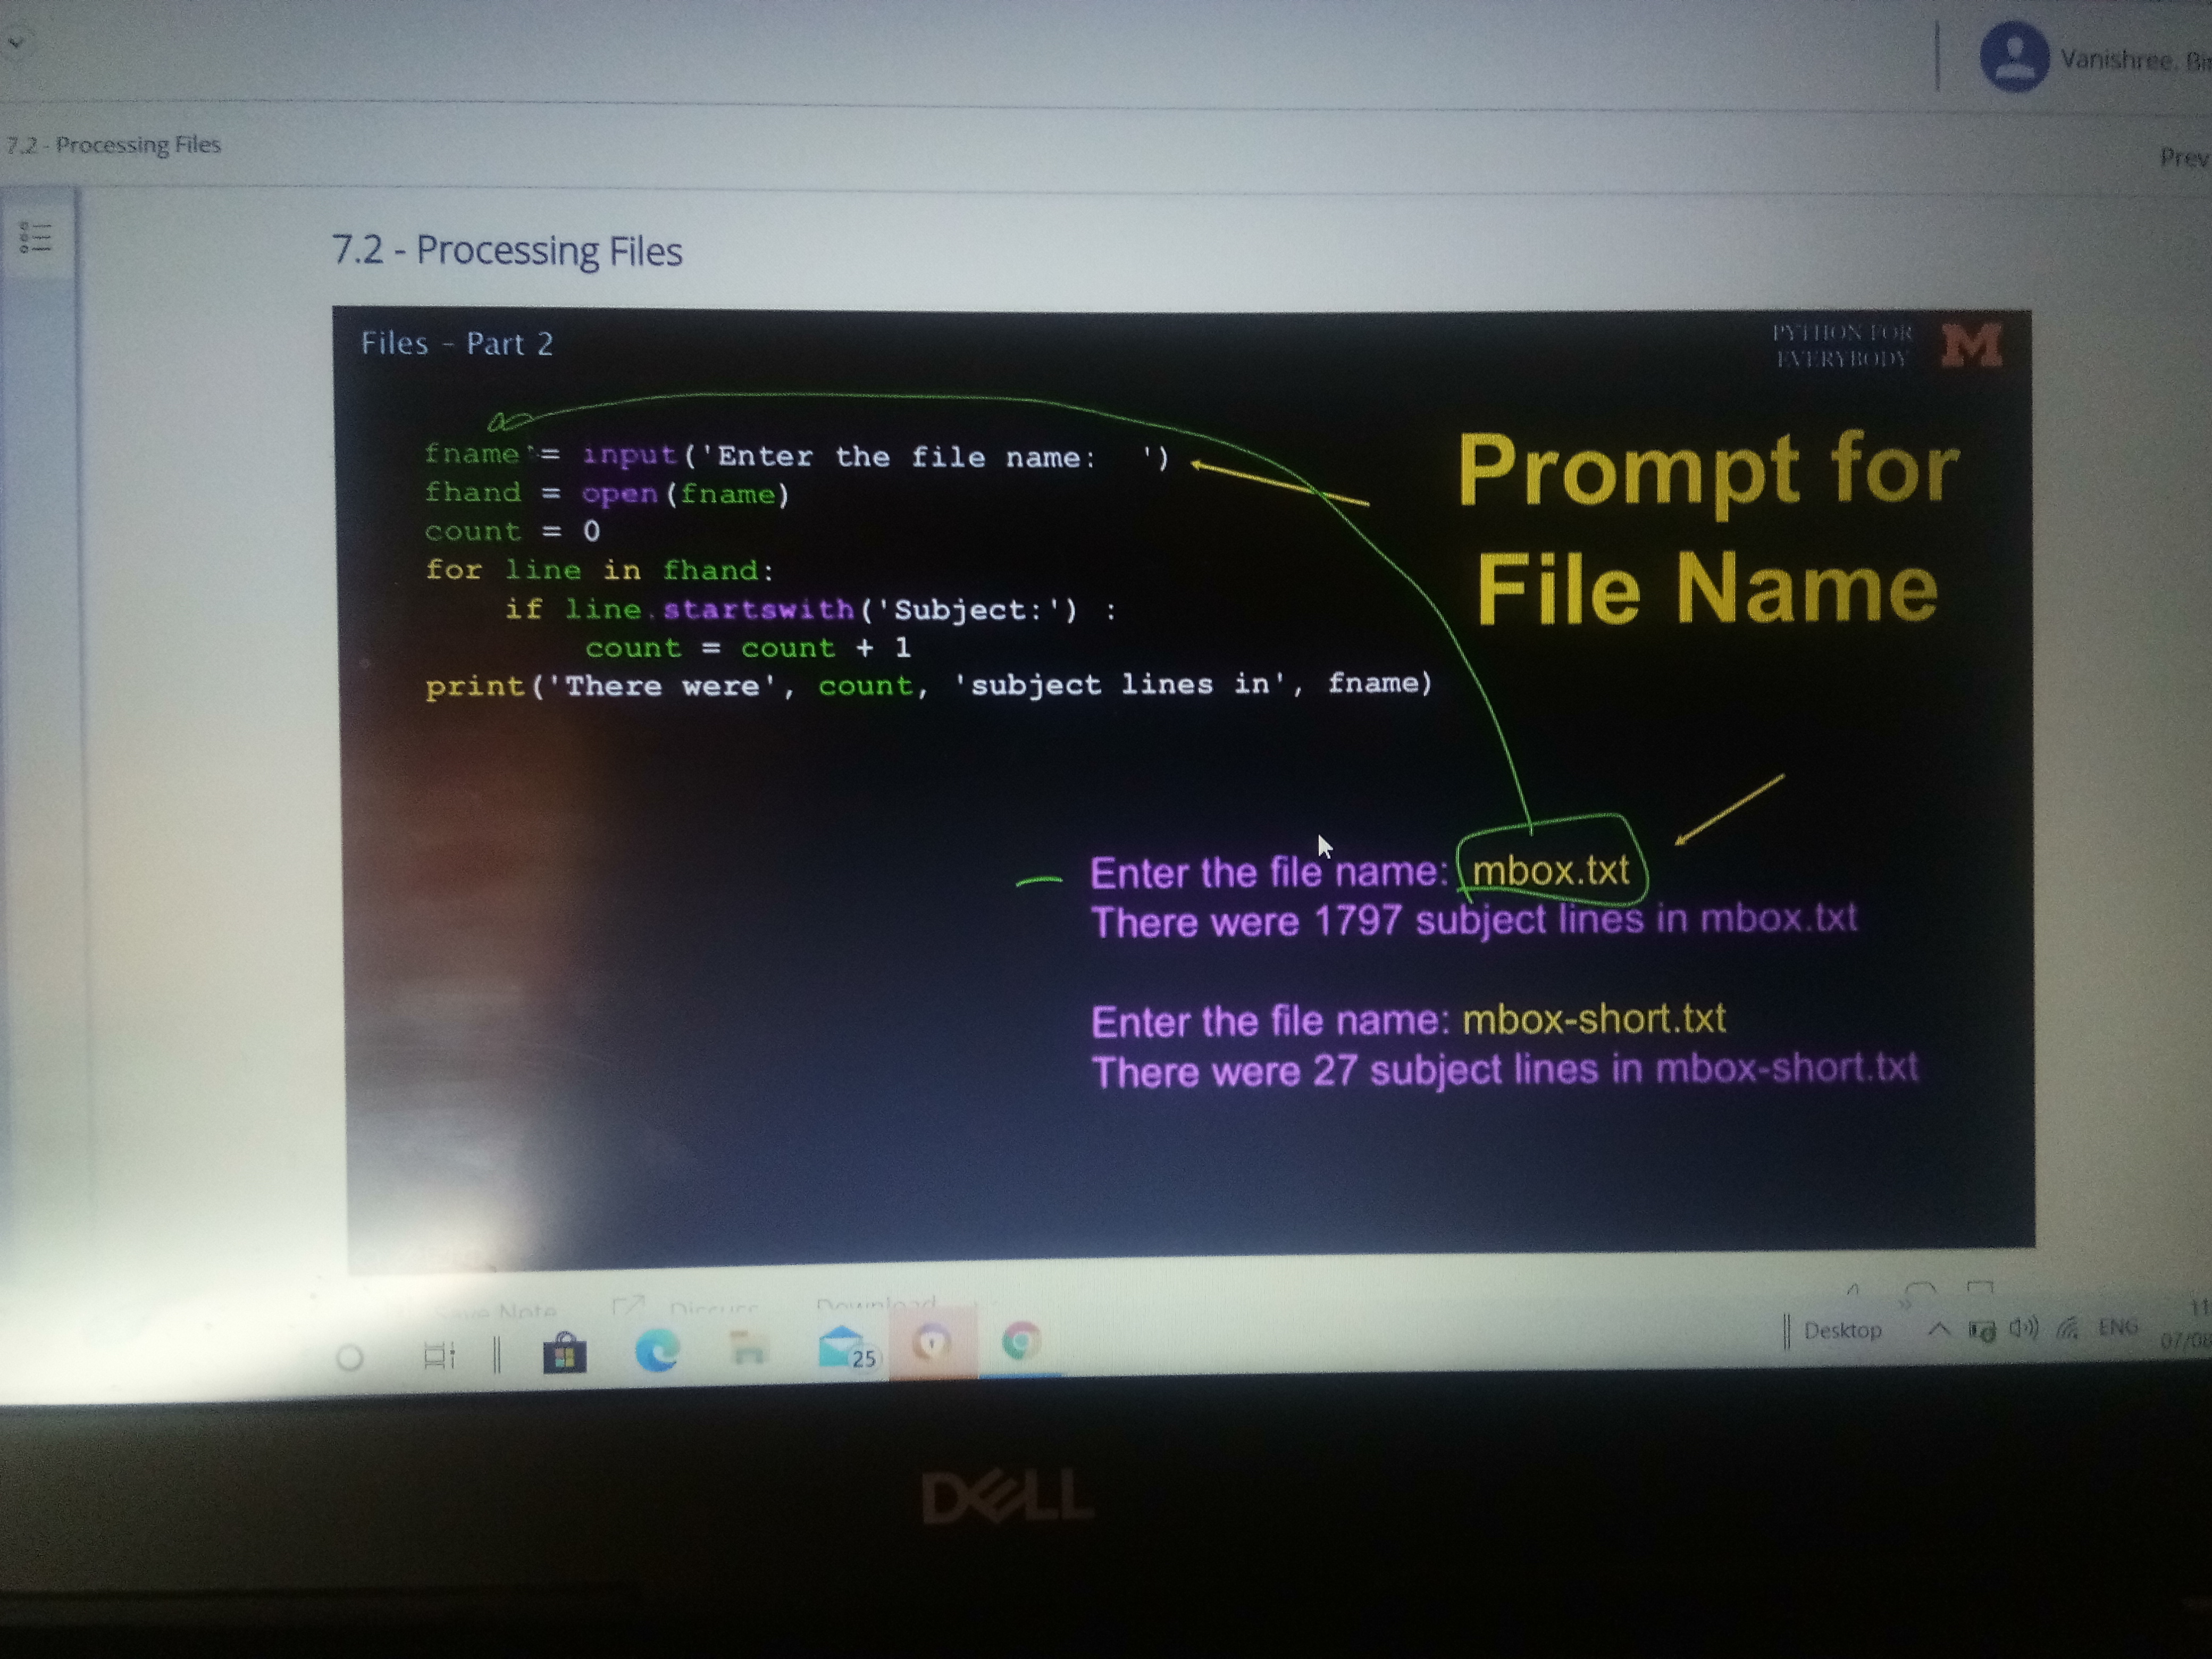 Vanishree.
7.2 - Processing Files
Prev
7.2 - Processing Files
Files - Part 2
PYTHON FOR
EVERYBODY
M
fname = input('Enter the file name:  ')
fhand = open(fname)
count = 0
for line in fhand:
    if line.startswith('Subject:') :
        count = count + 1
print('There were', count, 'subject lines in', fname)
Prompt for
File Name
Enter the file name: mbox.txt
There were 1797 subject lines in mbox.txt
Enter the file name: mbox-short.txt
There were 27 subject lines in mbox-short.txt
Save Note Discuss Download
25
Desktop ENG
DELL